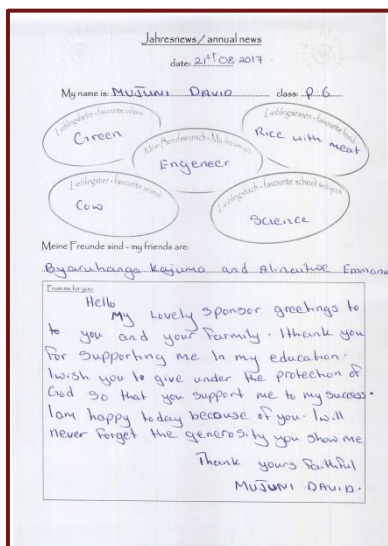 Jahresnews / annual news
date: 21st 08.2017
My name is: MUJUNI DAVID class: P.6
Lieblingsfarbe - favourite colour
Green
Lieblingsessen - favourite food
Rice with meat
Mein Berufswunsch - My dream job
Engeneer
Lieblingstier - favourite animal
Cow
Lieblingsfach - favourite school subject
Science
Meine Freunde sind - my friends are:
Byaruhanga Kajuma and Alinaitwe Emmanu
From me for you:
Hello
My Lovely sponsor greetings to
to you and your farmily. I thank you
for supporting me in my education.
I wish you to give under the protection of
God so that you support me to my success.
I am happy today because of you. I will
never forget the generosity you show me
Thank yours faithful
MUJUNI DAVID.